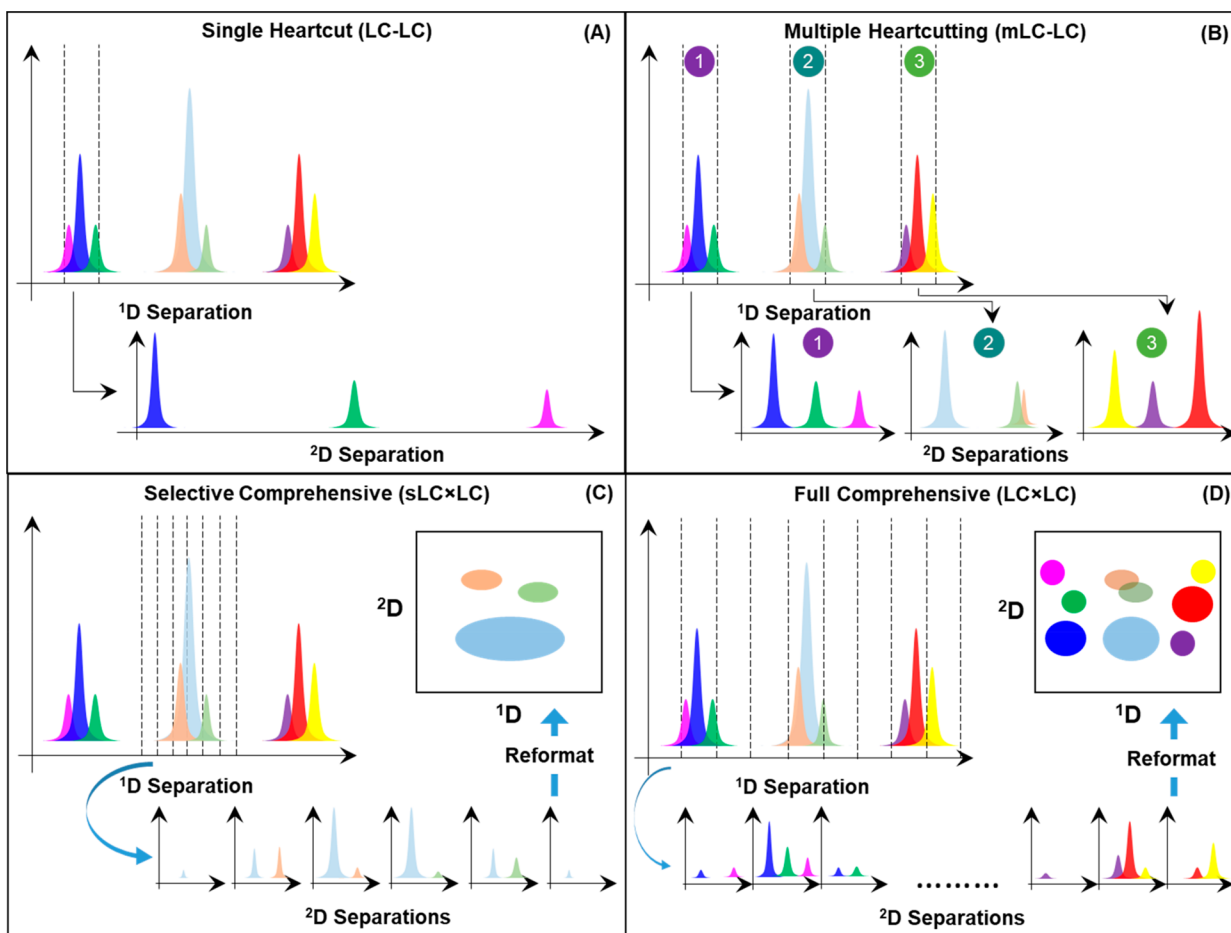 Single Heartcut (LC-LC)
(A)
¹D Separation
²D Separation
Multiple Heartcutting (mLC-LC)
(B)
1
2
3
¹D Separation
1
2
3
²D Separations
Selective Comprehensive (sLC×LC)
(C)
²D
¹D
Reformat
¹D Separation
²D Separations
Full Comprehensive (LC×LC)
(D)
²D
¹D
Reformat
¹D Separation
.........
²D Separations